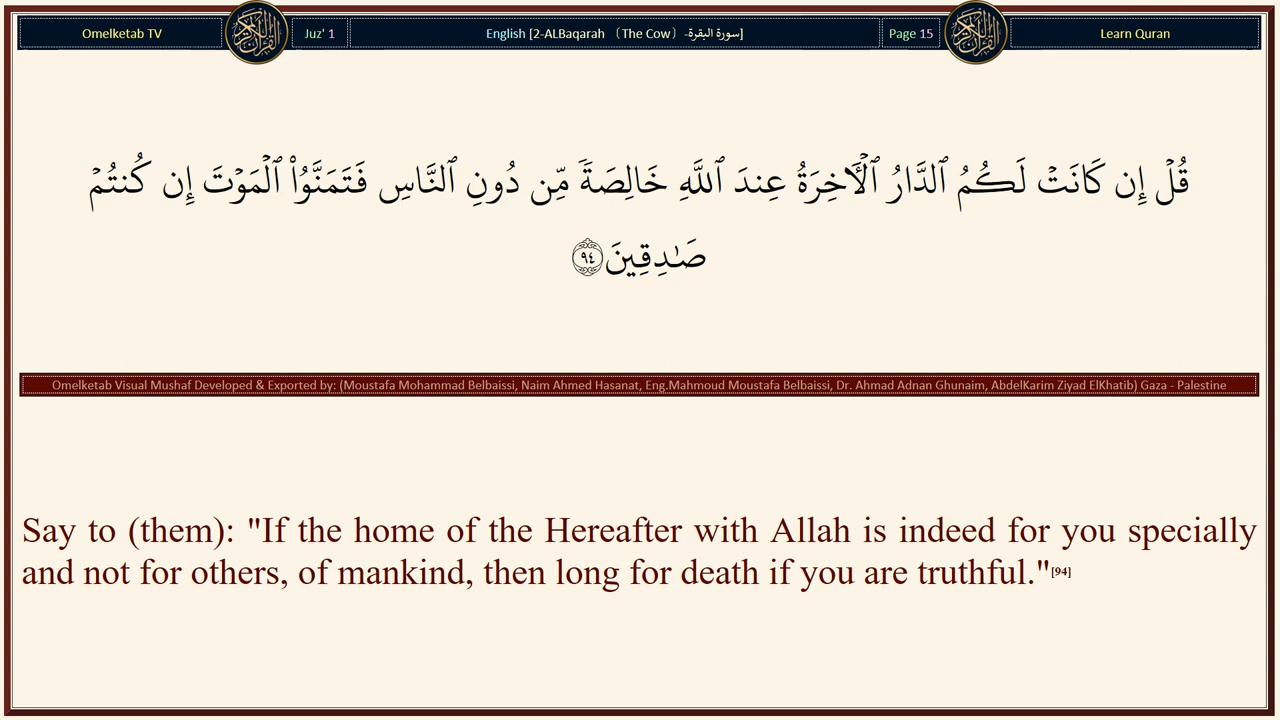 Omelketab TV
Juz' 1
English [2-ALBaqarah （The Cow）-سورة البقرة]
Page 15
Learn Quran
قُلۡ إِن كَانَتۡ لَكُمُ ٱلدَّارُ ٱلۡأٓخِرَةُ عِندَ ٱللَّهِ خَالِصَةٗ مِّن دُونِ ٱلنَّاسِ فَتَمَنَّوُاْ ٱلۡمَوۡتَ إِن كُنتُمۡ
صَٰدِقِينَ ٩٤
Omelketab Visual Mushaf Developed & Exported by: (Moustafa Mohammad Belbaissi, Naim Ahmed Hasanat, Eng.Mahmoud Moustafa Belbaissi, Dr. Ahmad Adnan Ghunaim, AbdelKarim Ziyad ElKhatib) Gaza - Palestine
Say to (them): "If the home of the Hereafter with Allah is indeed for you specially
and not for others, of mankind, then long for death if you are truthful."[94]